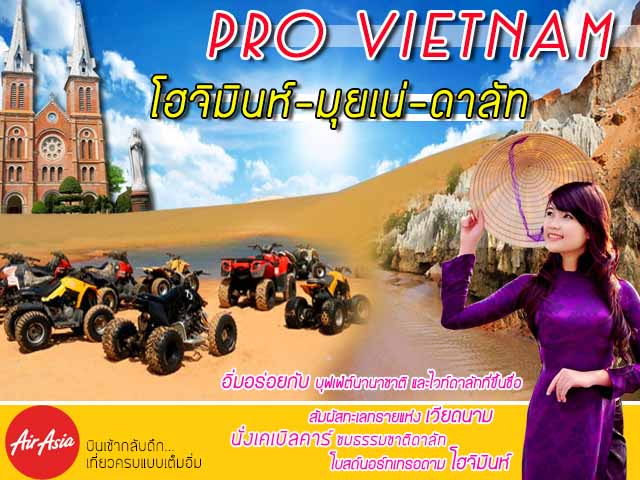 PRO VIETNAM
โฮจิมินห์-มุยเน่-ดาลัท
อิ่มอร่อยกับ บุฟเฟ่ต์นานาชาติ และไวท์ดาลัทที่ขึ้นชื่อ
สัมผัสทะเลทรายแห่ง เวียดนาม
นั่งเคเบิลคาร์ ชมธรรมชาติดาลัท
โบสถ์นอร์ทเทรอดาม โฮจิมินห์
AirAsia
บินเช้ากลับดึก...
เที่ยวครบแบบเต็มอิ่ม